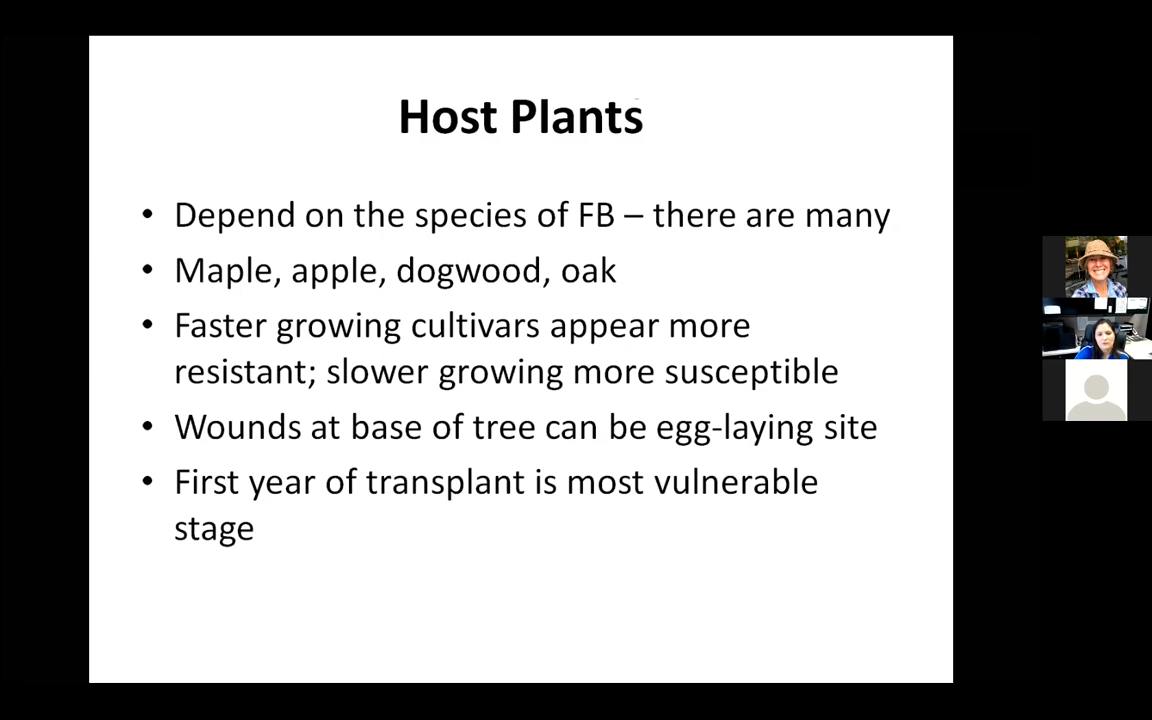 Host Plants
• Depend on the species of FB – there are many
• Maple, apple, dogwood, oak
• Faster growing cultivars appear more
resistant; slower growing more susceptible
• Wounds at base of tree can be egg-laying site
• First year of transplant is most vulnerable
stage